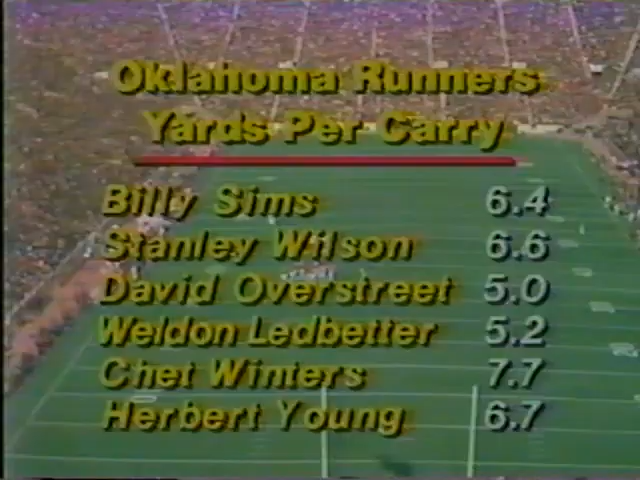 Oklahoma Runners
Yards Per Carry
Billy Sims 6.4
Stanley Wilson 6.6
David Overstreet 5.0
Weldon Ledbetter 5.2
Chet Winters 7.7
Herbert Young 6.7